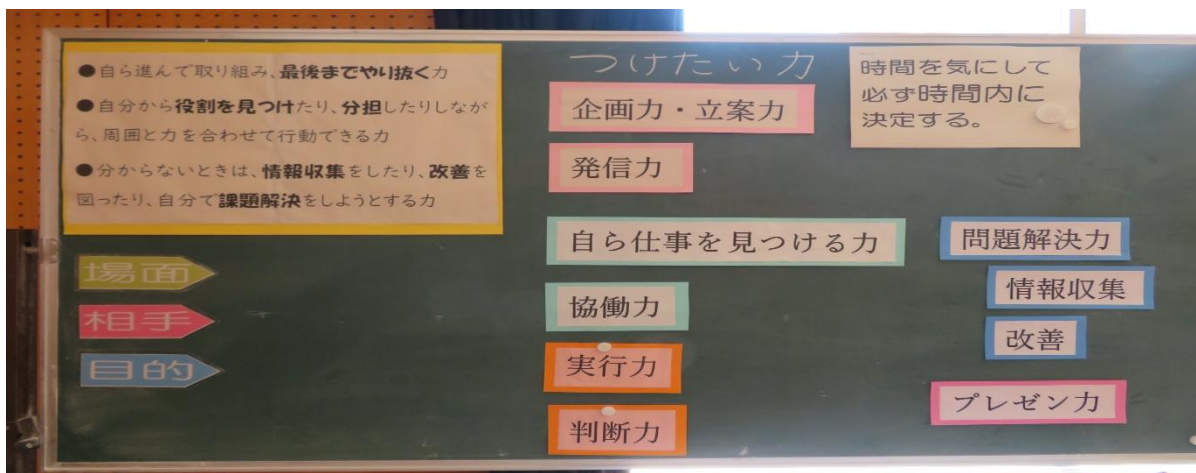 ●自ら進んで取り組み、最後までやり抜く力
●自分から役割を見つけたり、分担したりしなが
ら、周囲と力を合わせて行動できる力
●分からないときは、情報収集をしたり、改善を
図ったり、自分で課題解決をしようとする力
場面
相手
目的
つけたい力
企画力・立案力
発信力
自ら仕事を見つける力
協働力
実行力
判断力
時間を気にして
必ず時間内に
決定する。
問題解決力
情報収集
改善
プレゼン力